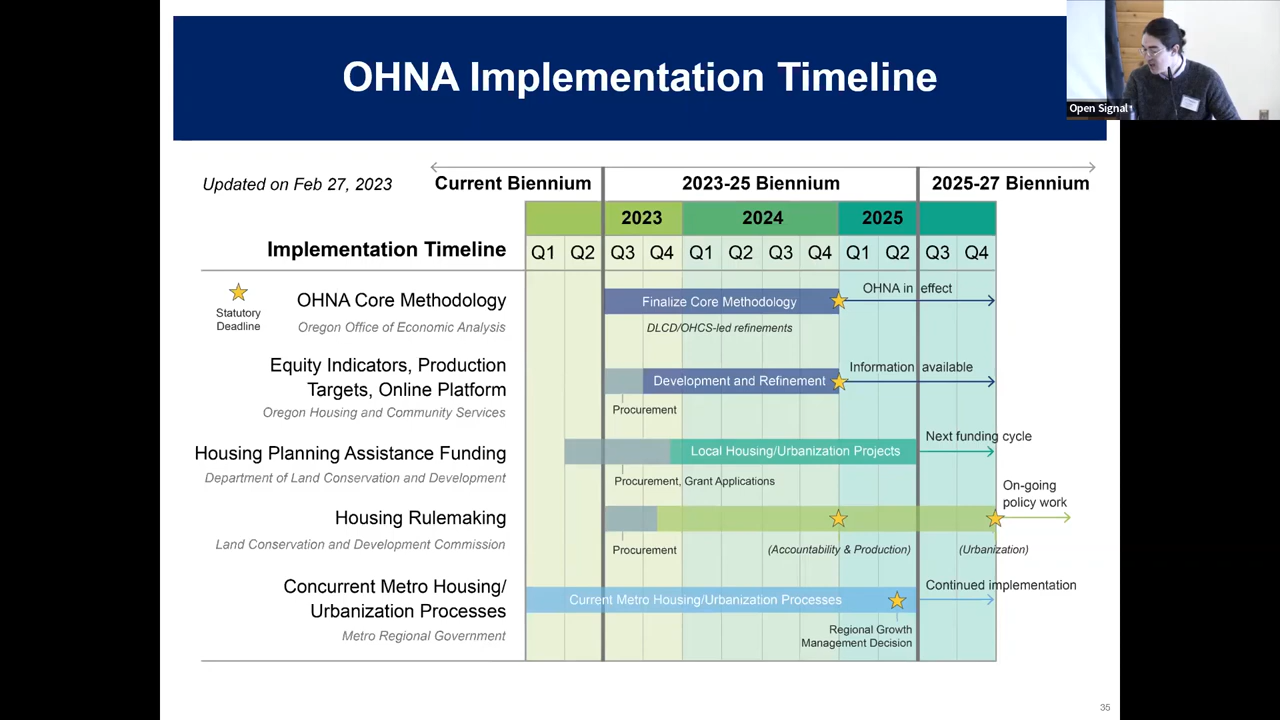 OHNA Implementation Timeline
Open Signal
Updated on Feb 27, 2023
Current Biennium
2023-25 Biennium
2025-27 Biennium
2023
2024
2025
Implementation Timeline
Q1 Q2 Q3 Q4 Q1 Q2 Q3 Q4 Q1 Q2 Q3 Q4
Statutory
Deadline
OHNA Core Methodology
Oregon Office of Economic Analysis
Finalize Core Methodology
DLCD/OHCS-led refinements
OHNA in effect
Equity Indicators, Production
Targets, Online Platform
Oregon Housing and Community Services
Development and Refinement
Procurement
Information available
Housing Planning Assistance Funding
Department of Land Conservation and Development
Local Housing/Urbanization Projects
Procurement, Grant Applications
Next funding cycle
Housing Rulemaking
Land Conservation and Development Commission
Procurement
(Accountability & Production)
(Urbanization)
On-going
policy work
Concurrent Metro Housing/
Urbanization Processes
Metro Regional Government
Current Metro Housing/Urbanization Processes
Regional Growth
Management Decision
Continued implementation
35